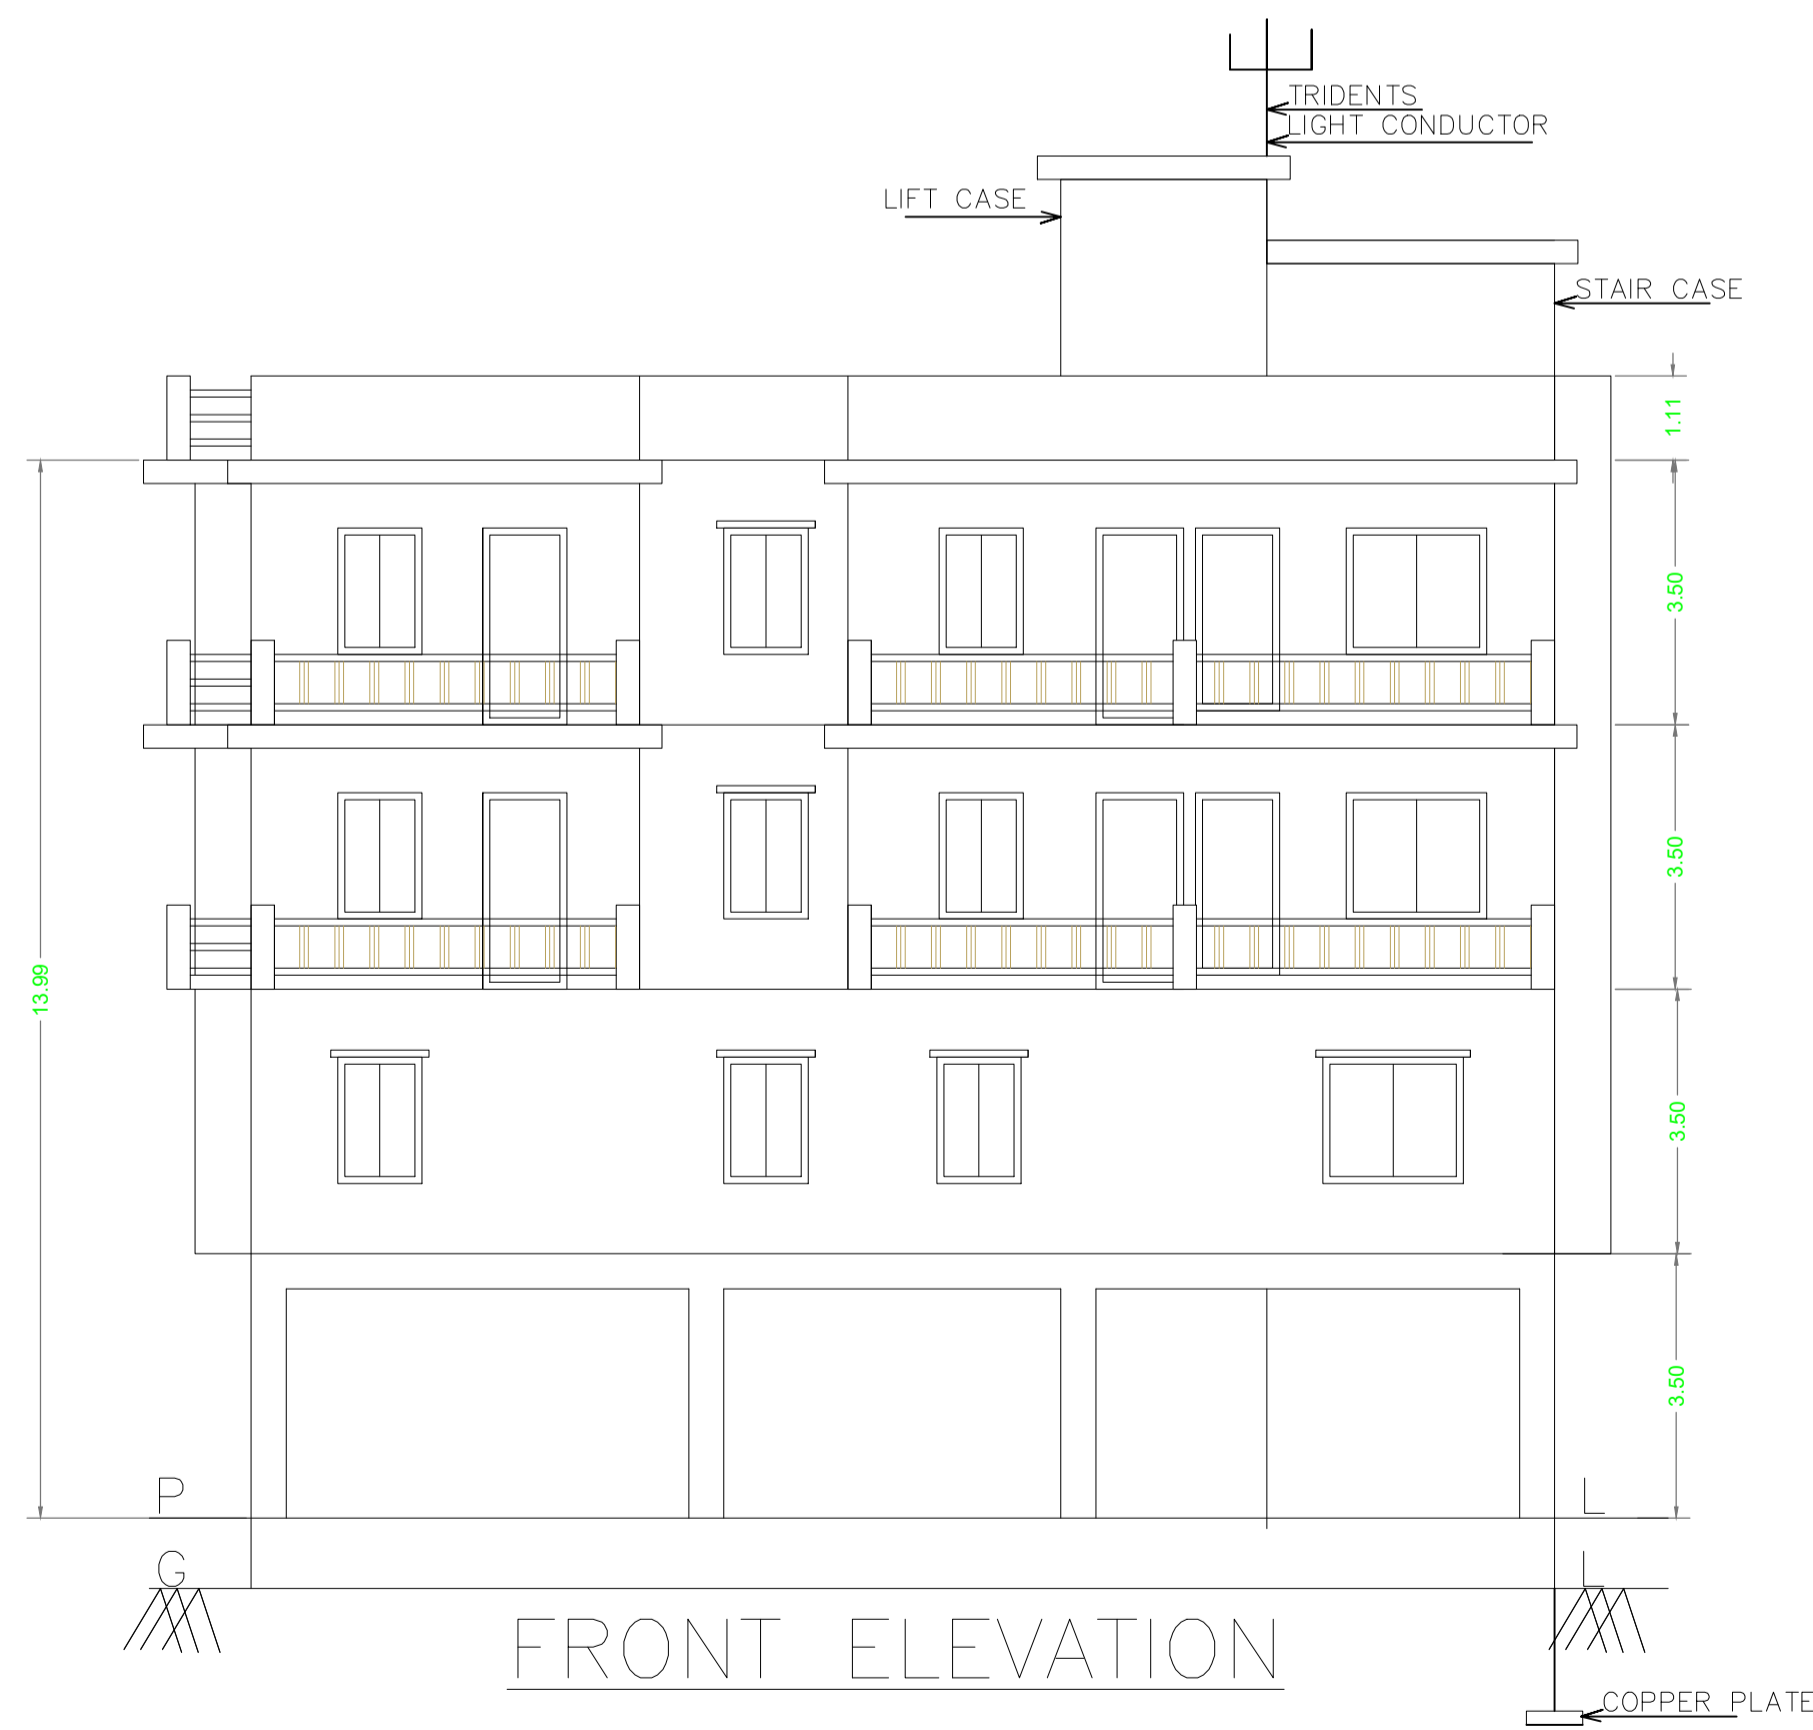 TRIDENTS
LIGHT CONDUCTOR
LIFT CASE
STAIR CASE
1.11
3.50
3.50
13.99
3.50
3.50
P L
G L
FRONT ELEVATION
COPPER PLATE